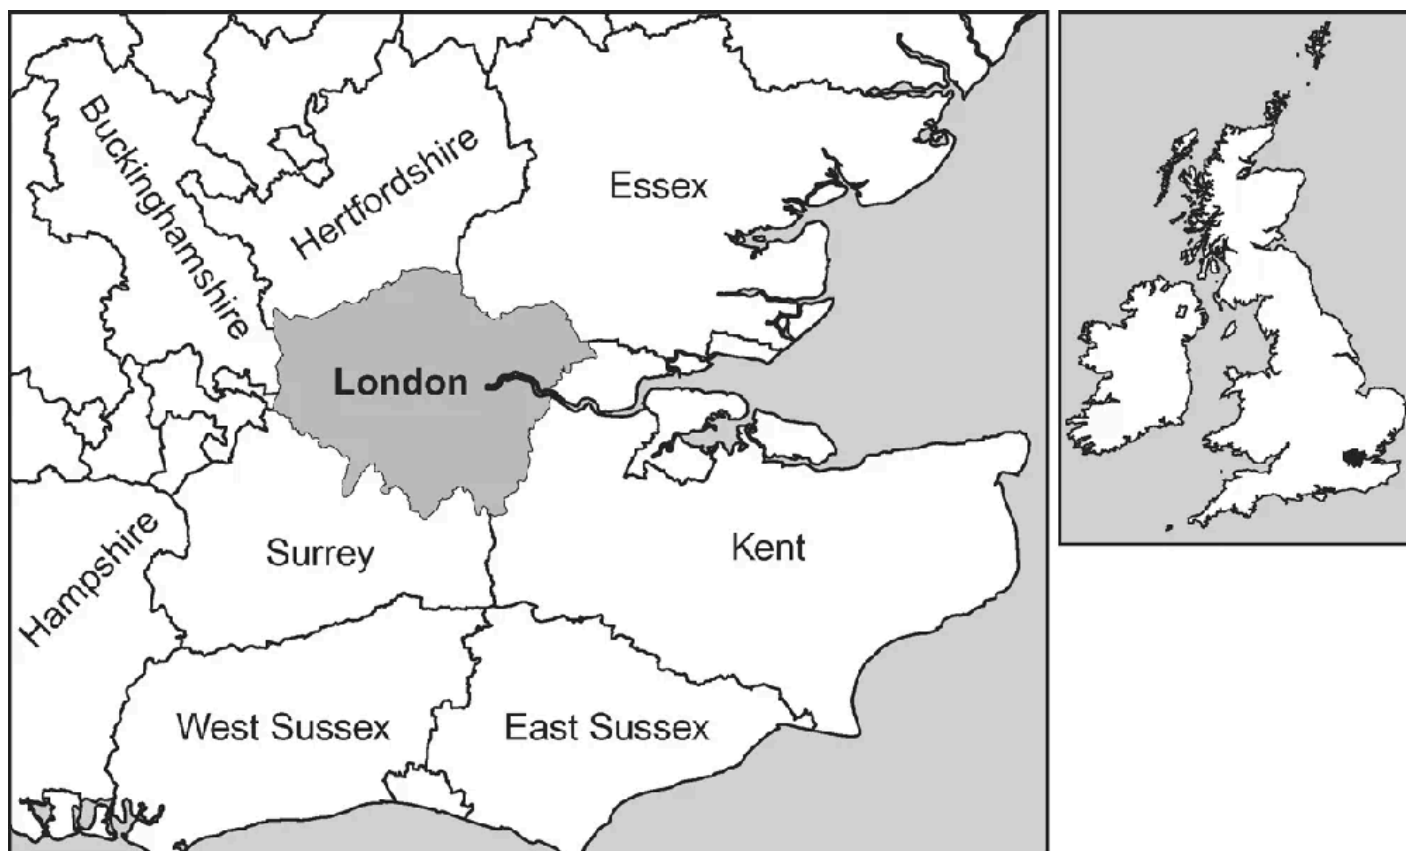 Buckinghamshire
Hertfordshire
Essex
London
Hampshire
Surrey
Kent
West Sussex
East Sussex